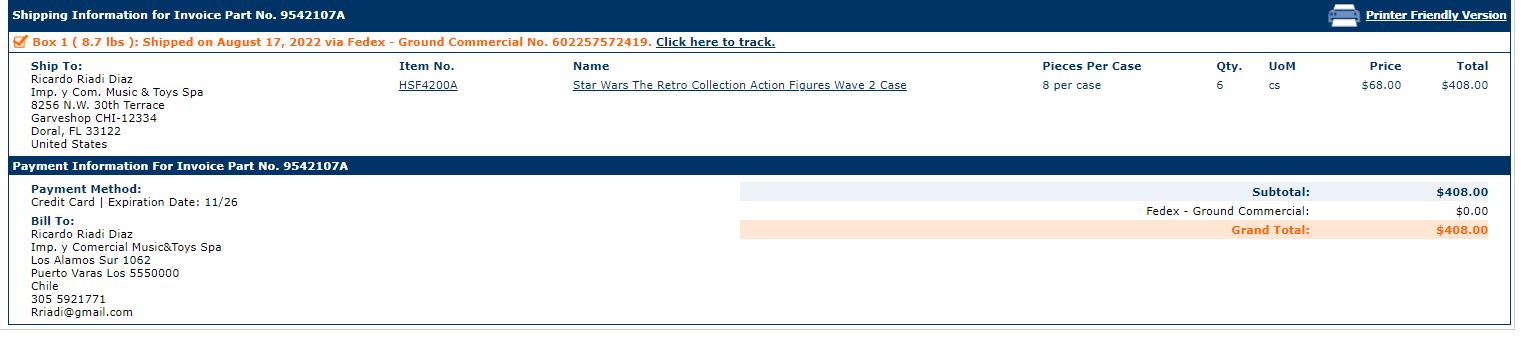 Shipping Information for Invoice Part No. 9542107A
Printer Friendly Version
Box 1 ( 8.7 lbs ): Shipped on August 17, 2022 via Fedex - Ground Commercial No. 602257572419. Click here to track.
Ship To:
Ricardo Riadi Diaz
Imp. y Com. Music & Toys Spa
8256 N.W. 30th Terrace
Garveshop CHI-12334
Doral, FL 33122
United States
Item No. Name Pieces Per Case Qty. UoM Price Total
HSF4200A Star Wars The Retro Collection Action Figures Wave 2 Case 8 per case 6 cs $68.00 $408.00
Payment Information For Invoice Part No. 9542107A
Payment Method:
Credit Card | Expiration Date: 11/26
Bill To:
Ricardo Riadi Diaz
Imp. y Comercial Music&Toys Spa
Los Alamos Sur 1062
Puerto Varas Los 5550000
Chile
305 5921771
Rriadi@gmail.com
Subtotal: $408.00
Fedex - Ground Commercial: $0.00
Grand Total: $408.00